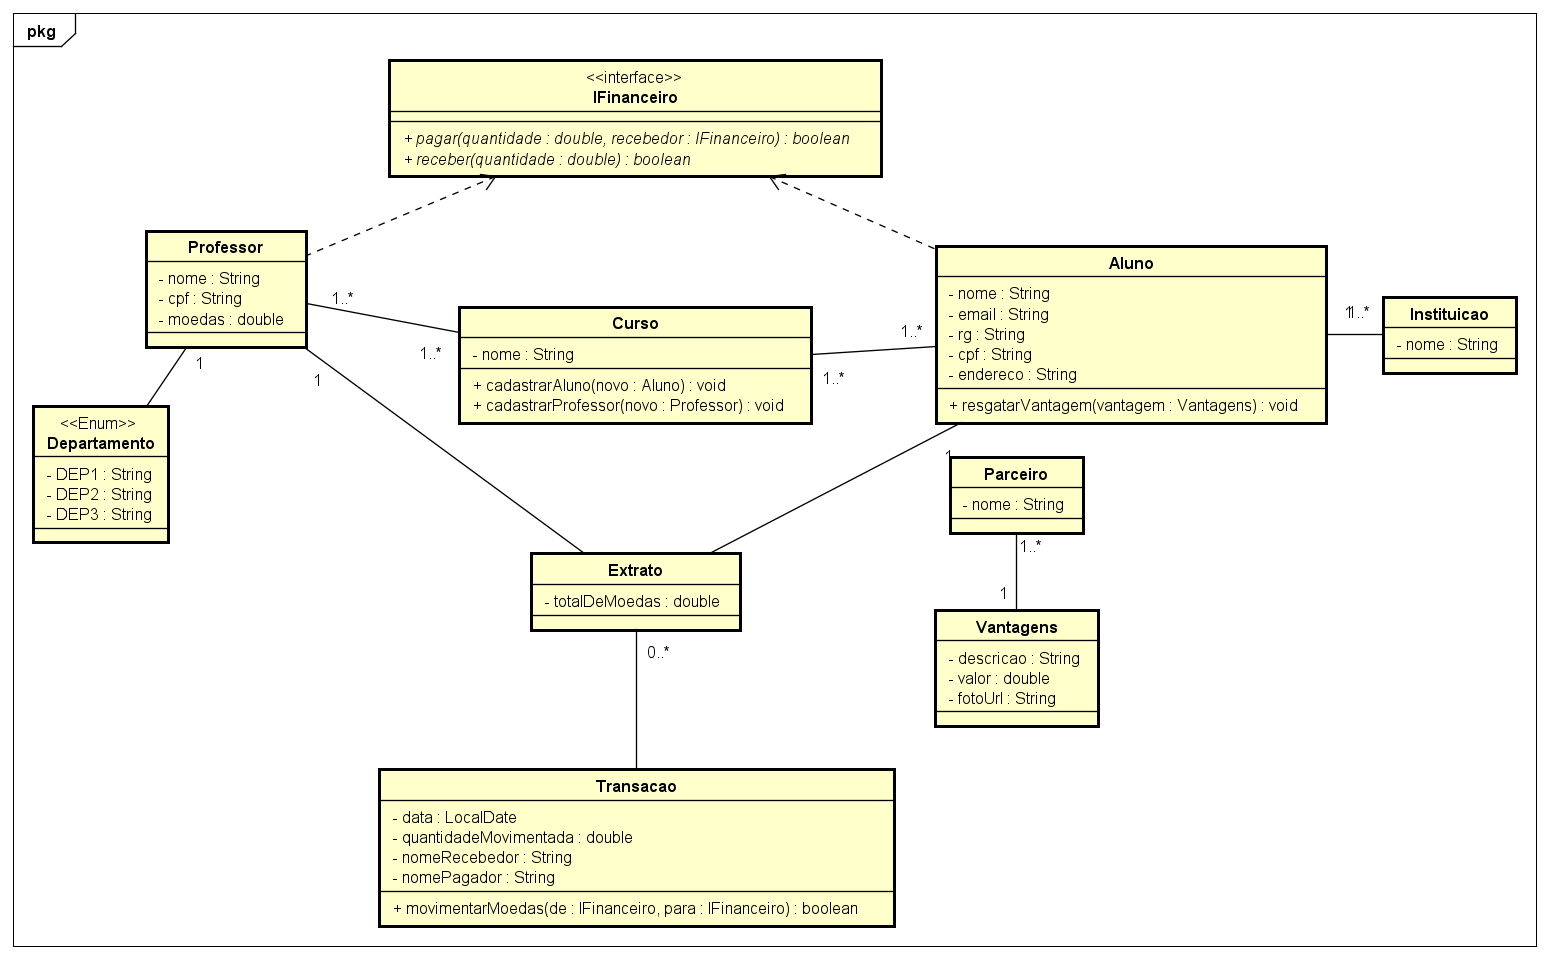 pkg
<<interface>>
IFinanceiro
+ pagar(quantidade : double, recebedor : IFinanceiro) : boolean
+ receber(quantidade : double) : boolean
Professor
- nome : String
- cpf : String
- moedas : double
1..*
1..*
1
1
Curso
- nome : String
+ cadastrarAluno(novo : Aluno) : void
+ cadastrarProfessor(novo : Professor) : void
1..*
1..*
Aluno
- nome : String
- email : String
- rg : String
- cpf : String
- endereco : String
+ resgatarVantagem(vantagem : Vantagens) : void
1
1..*
Instituicao
- nome : String
<<Enum>>
Departamento
- DEP1 : String
- DEP2 : String
- DEP3 : String
1
Parceiro
- nome : String
1..*
1
Extrato
- totalDeMoedas : double
0..*
Vantagens
- descricao : String
- valor : double
- fotoUrl : String
Transacao
- data : LocalDate
- quantidadeMovimentada : double
- nomeRecebedor : String
- nomePagador : String
+ movimentarMoedas(de : IFinanceiro, para : IFinanceiro) : boolean